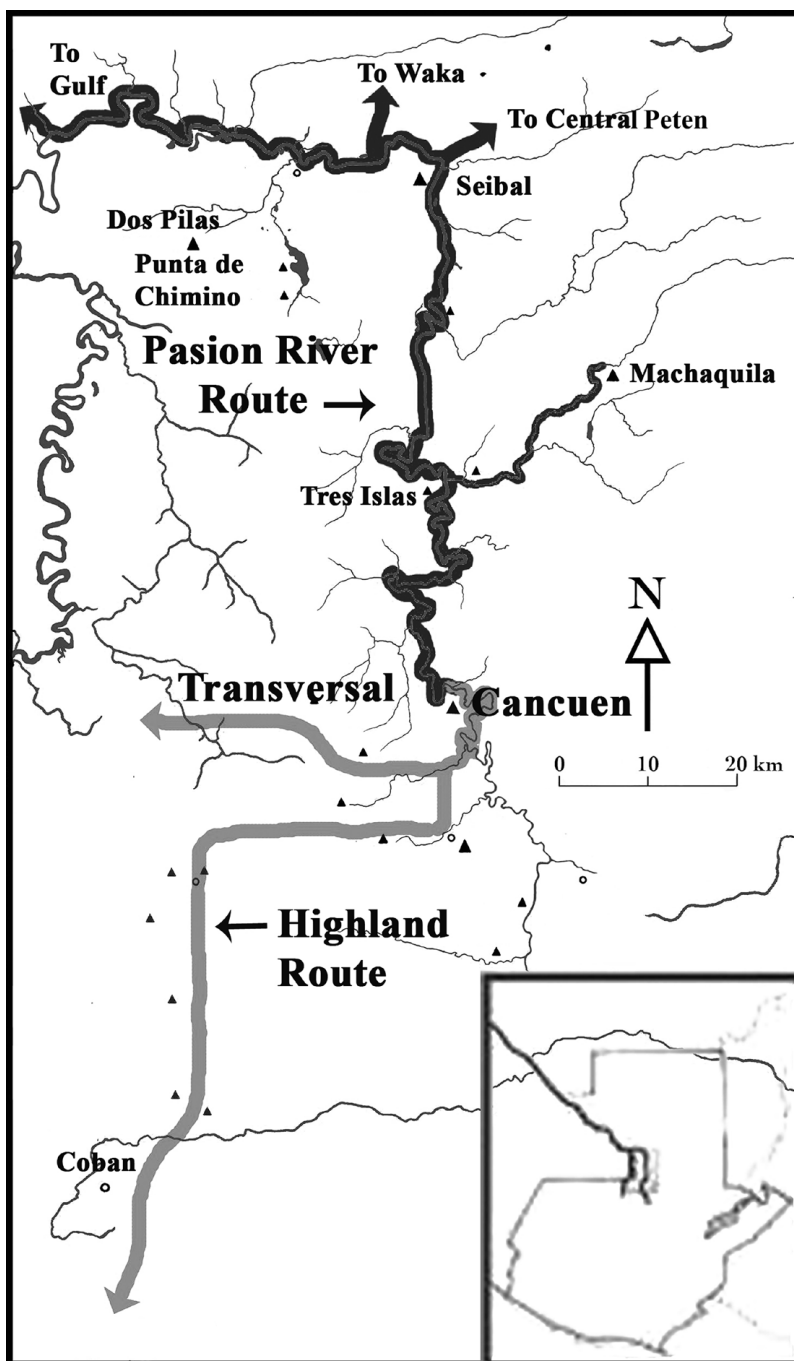 To
Gulf
To Waka
To Central Peten
Seibal
Dos Pilas
Punta de
Chimino
Pasion River
Route
Machaquila
Tres Islas
N
Transversal
Cancuen
0 10 20 km
Highland
Route
Coban